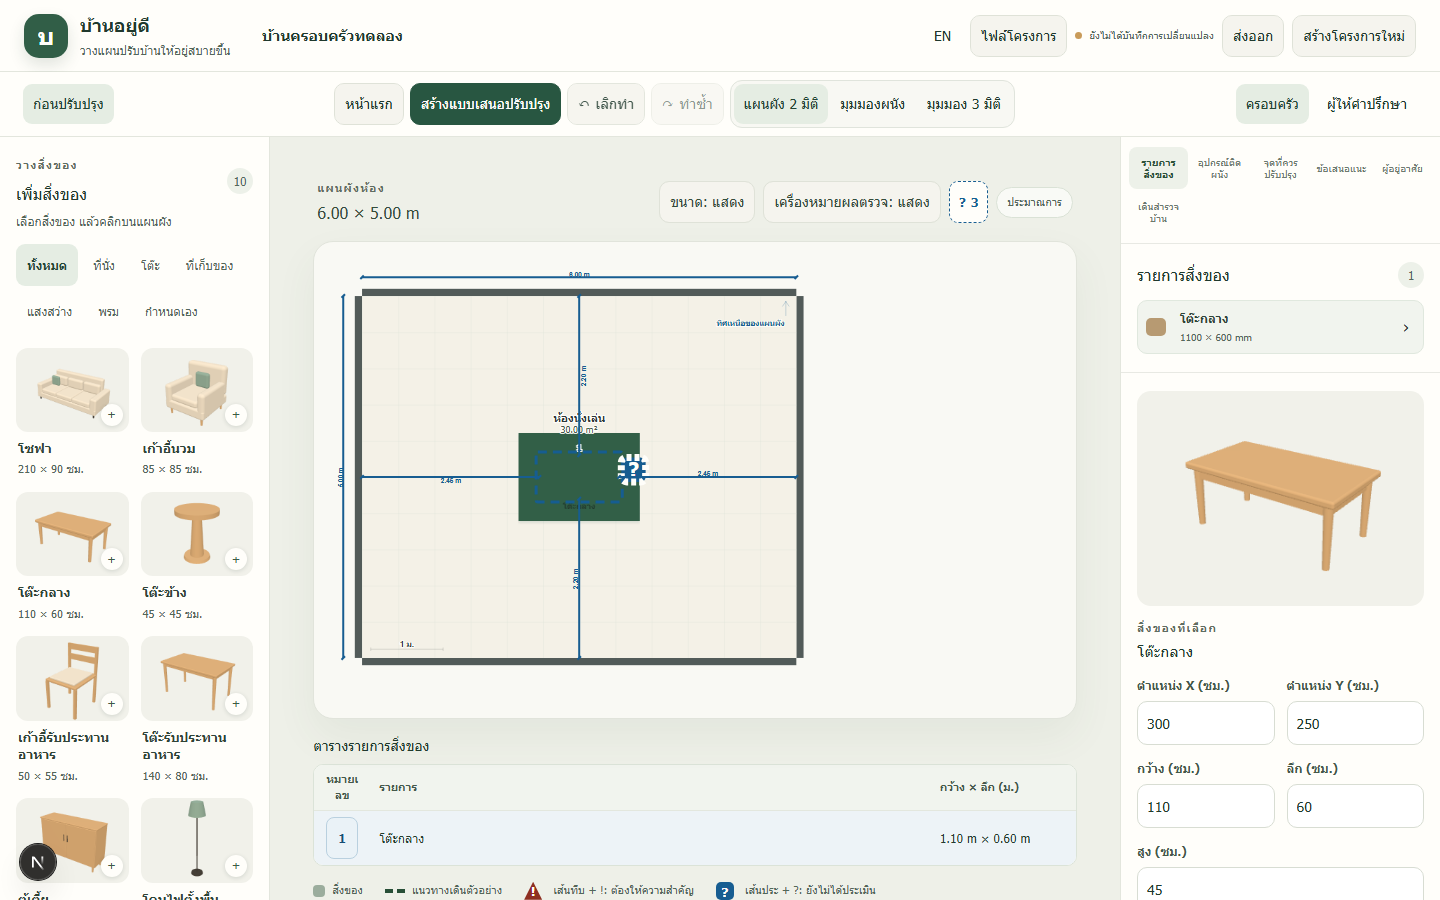 บ
บ้านอยู่ดี
วางแผนปรับบ้านให้อยู่สบายขึ้น
บ้านครอบครัวทดลอง
EN
ไฟล์โครงการ
ยังไม่ได้บันทึกการเปลี่ยนแปลง
ส่งออก
สร้างโครงการใหม่
ก่อนปรับปรุง
หน้าแรก
สร้างแบบเสนอปรับปรุง
↶ เลิกทำ
↷ ทำซ้ำ
แผนผัง 2 มิติ
มุมมองผนัง
มุมมอง 3 มิติ
ครอบครัว
ผู้ให้คำปรึกษา
วางสิ่งของ
เพิ่มสิ่งของ
10
เลือกสิ่งของ แล้วคลิกบนแผนผัง
ทั้งหมด
ที่นั่ง
โต๊ะ
ที่เก็บของ
แสงสว่าง
พรม
กำหนดเอง
+
+
โซฟา
210 × 90 ซม.
เก้าอี้นวม
85 × 85 ซม.
+
+
โต๊ะกลาง
110 × 60 ซม.
โต๊ะข้าง
45 × 45 ซม.
+
+
เก้าอี้รับประทาน
อาหาร
50 × 55 ซม.
โต๊ะรับประทาน
อาหาร
140 × 80 ซม.
N
+
+
ตู้เตี้ย
โคมไฟตั้งพื้น
แผนผังห้อง
6.00 × 5.00 m
ขนาด: แสดง
เครื่องหมายผลตรวจ: แสดง
? 3
ประมาณการ
ทิศเหนือของแผนผัง
2.20 m
ห้องนั่งเล่น
30.00 m²
?
2.45 m
2.45 m
โต๊ะกลาง
2.20 m
1 ม.
ตารางรายการสิ่งของ
หมายเ
ลข
รายการ
กว้าง × ลึก (ม.)
1
โต๊ะกลาง
1.10 m × 0.60 m
สิ่งของ
แนวทางเดินตัวอย่าง
!
เส้นทึบ + !: ต้องให้ความสำคัญ
?
เส้นประ + ?: ยังไม่ได้ประเมิน
รายการ
สิ่งของ
อุปกรณ์ติด
ผนัง
จุดที่ควร
ปรับปรุง
ข้อเสนอแนะ
ผู้อยู่อาศัย
เดินสำรวจ
บ้าน
รายการสิ่งของ
1
โต๊ะกลาง
1100 × 600 mm
›
สิ่งของที่เลือก
โต๊ะกลาง
ตำแหน่ง X (ซม.)
ตำแหน่ง Y (ซม.)
300
250
กว้าง (ซม.)
ลึก (ซม.)
110
60
สูง (ซม.)
45